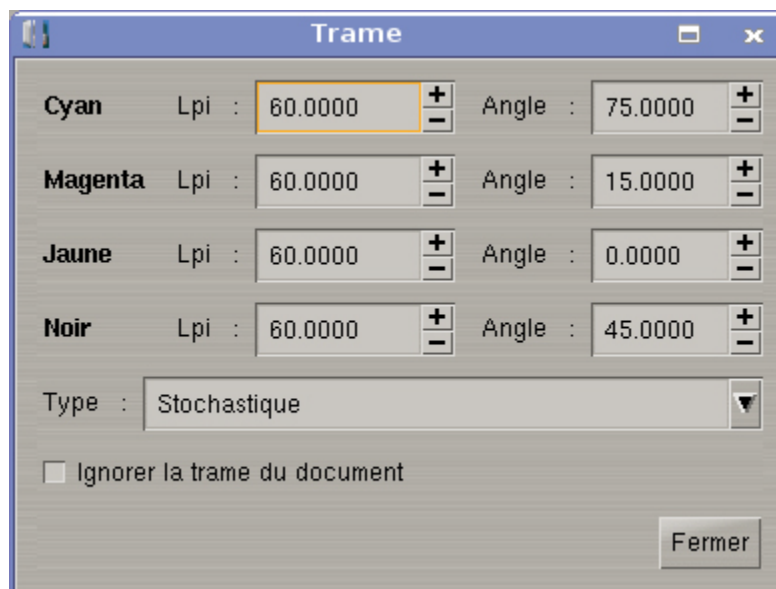 Trame
Cyan Lpi : 60.0000 Angle : 75.0000
Magenta Lpi : 60.0000 Angle : 15.0000
Jaune Lpi : 60.0000 Angle : 0.0000
Noir Lpi : 60.0000 Angle : 45.0000
Type : Stochastique
Ignorer la trame du document
Fermer